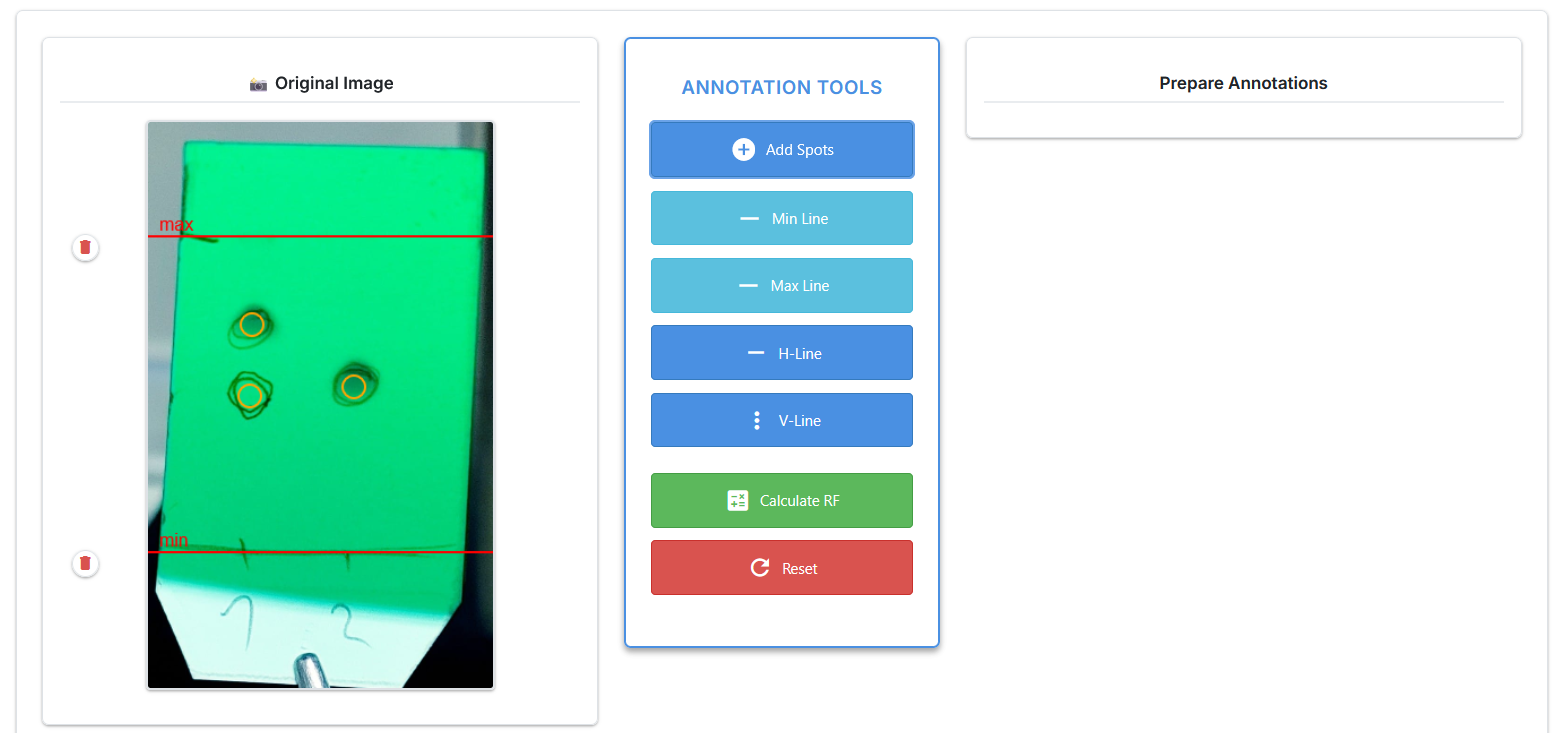 Original Image
max
min
1 2
ANNOTATION TOOLS
Add Spots
Min Line
Max Line
H-Line
V-Line
Calculate RF
Reset
Prepare Annotations